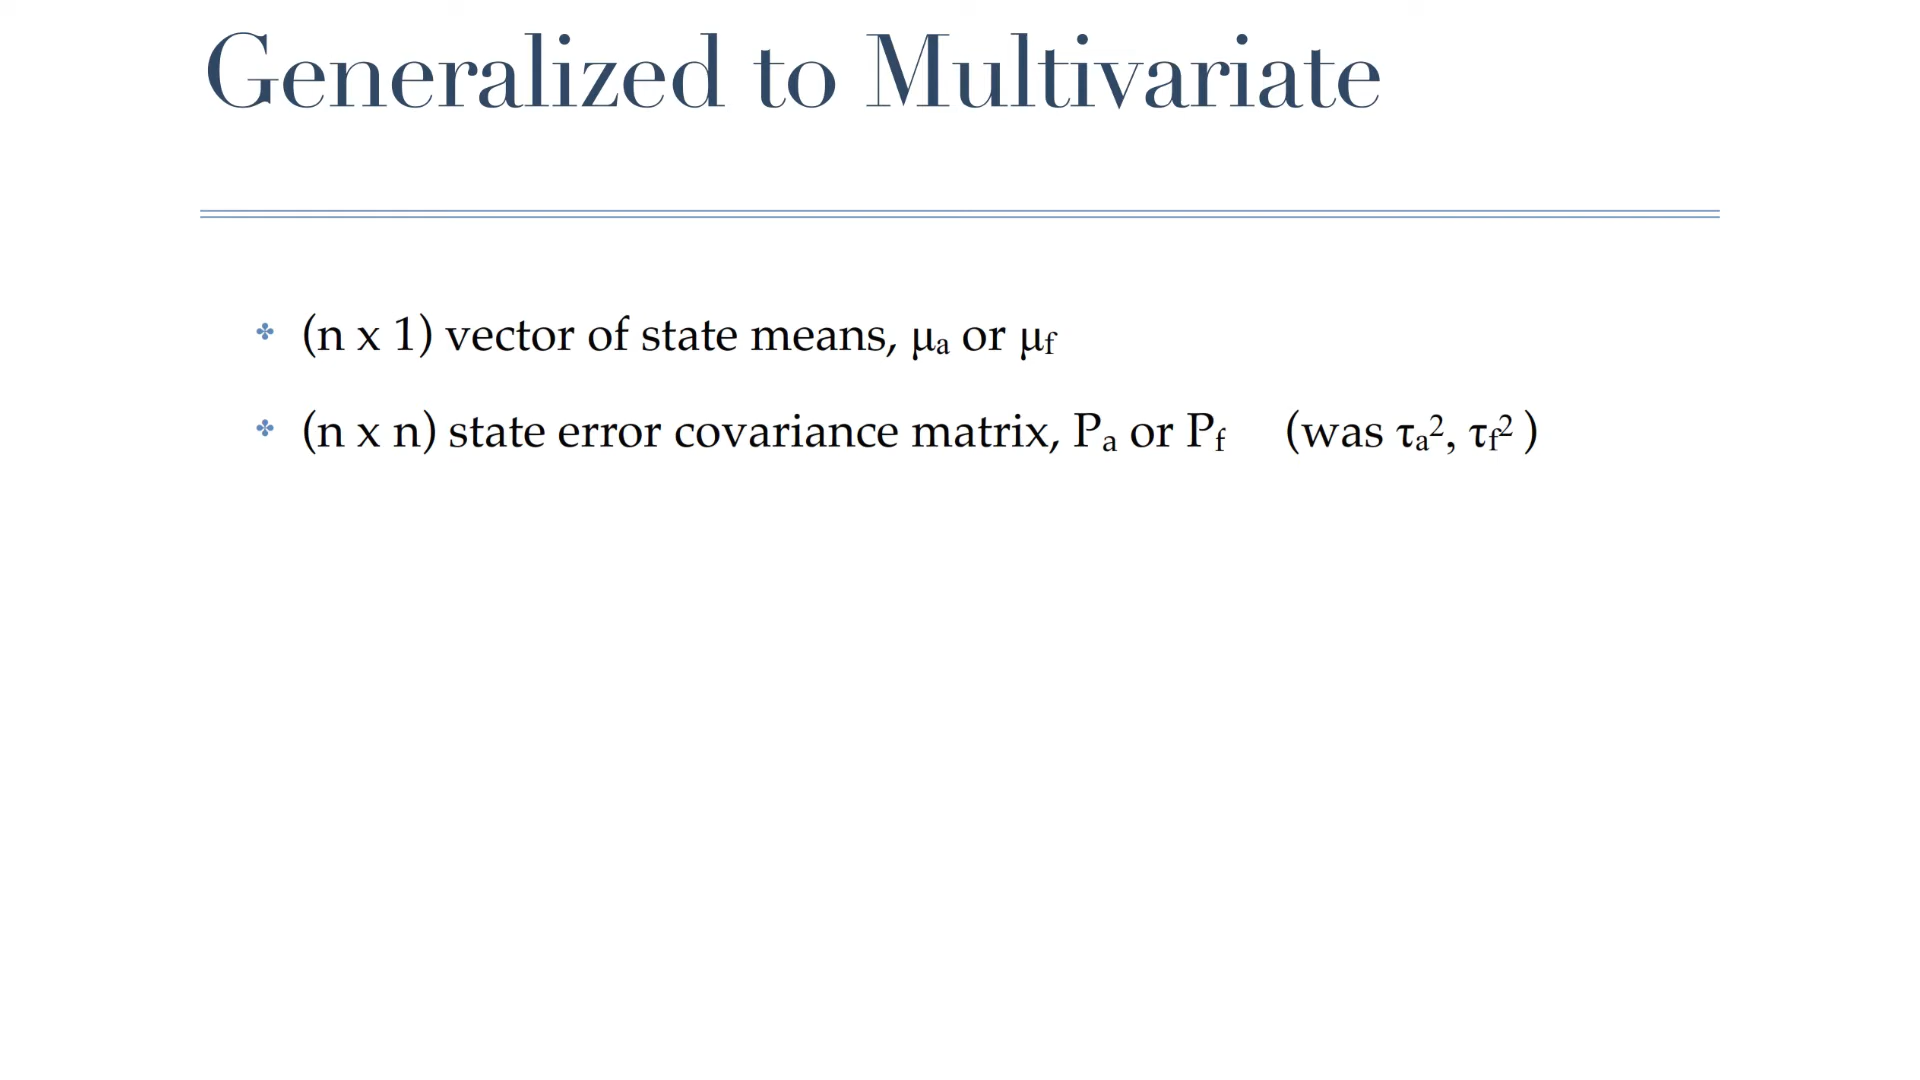 Generalized to Multivariate
✤ (n x 1) vector of state means, μₐ or μf
✤ (n x n) state error covariance matrix, Pₐ or Pf (was τₐ², τf² )